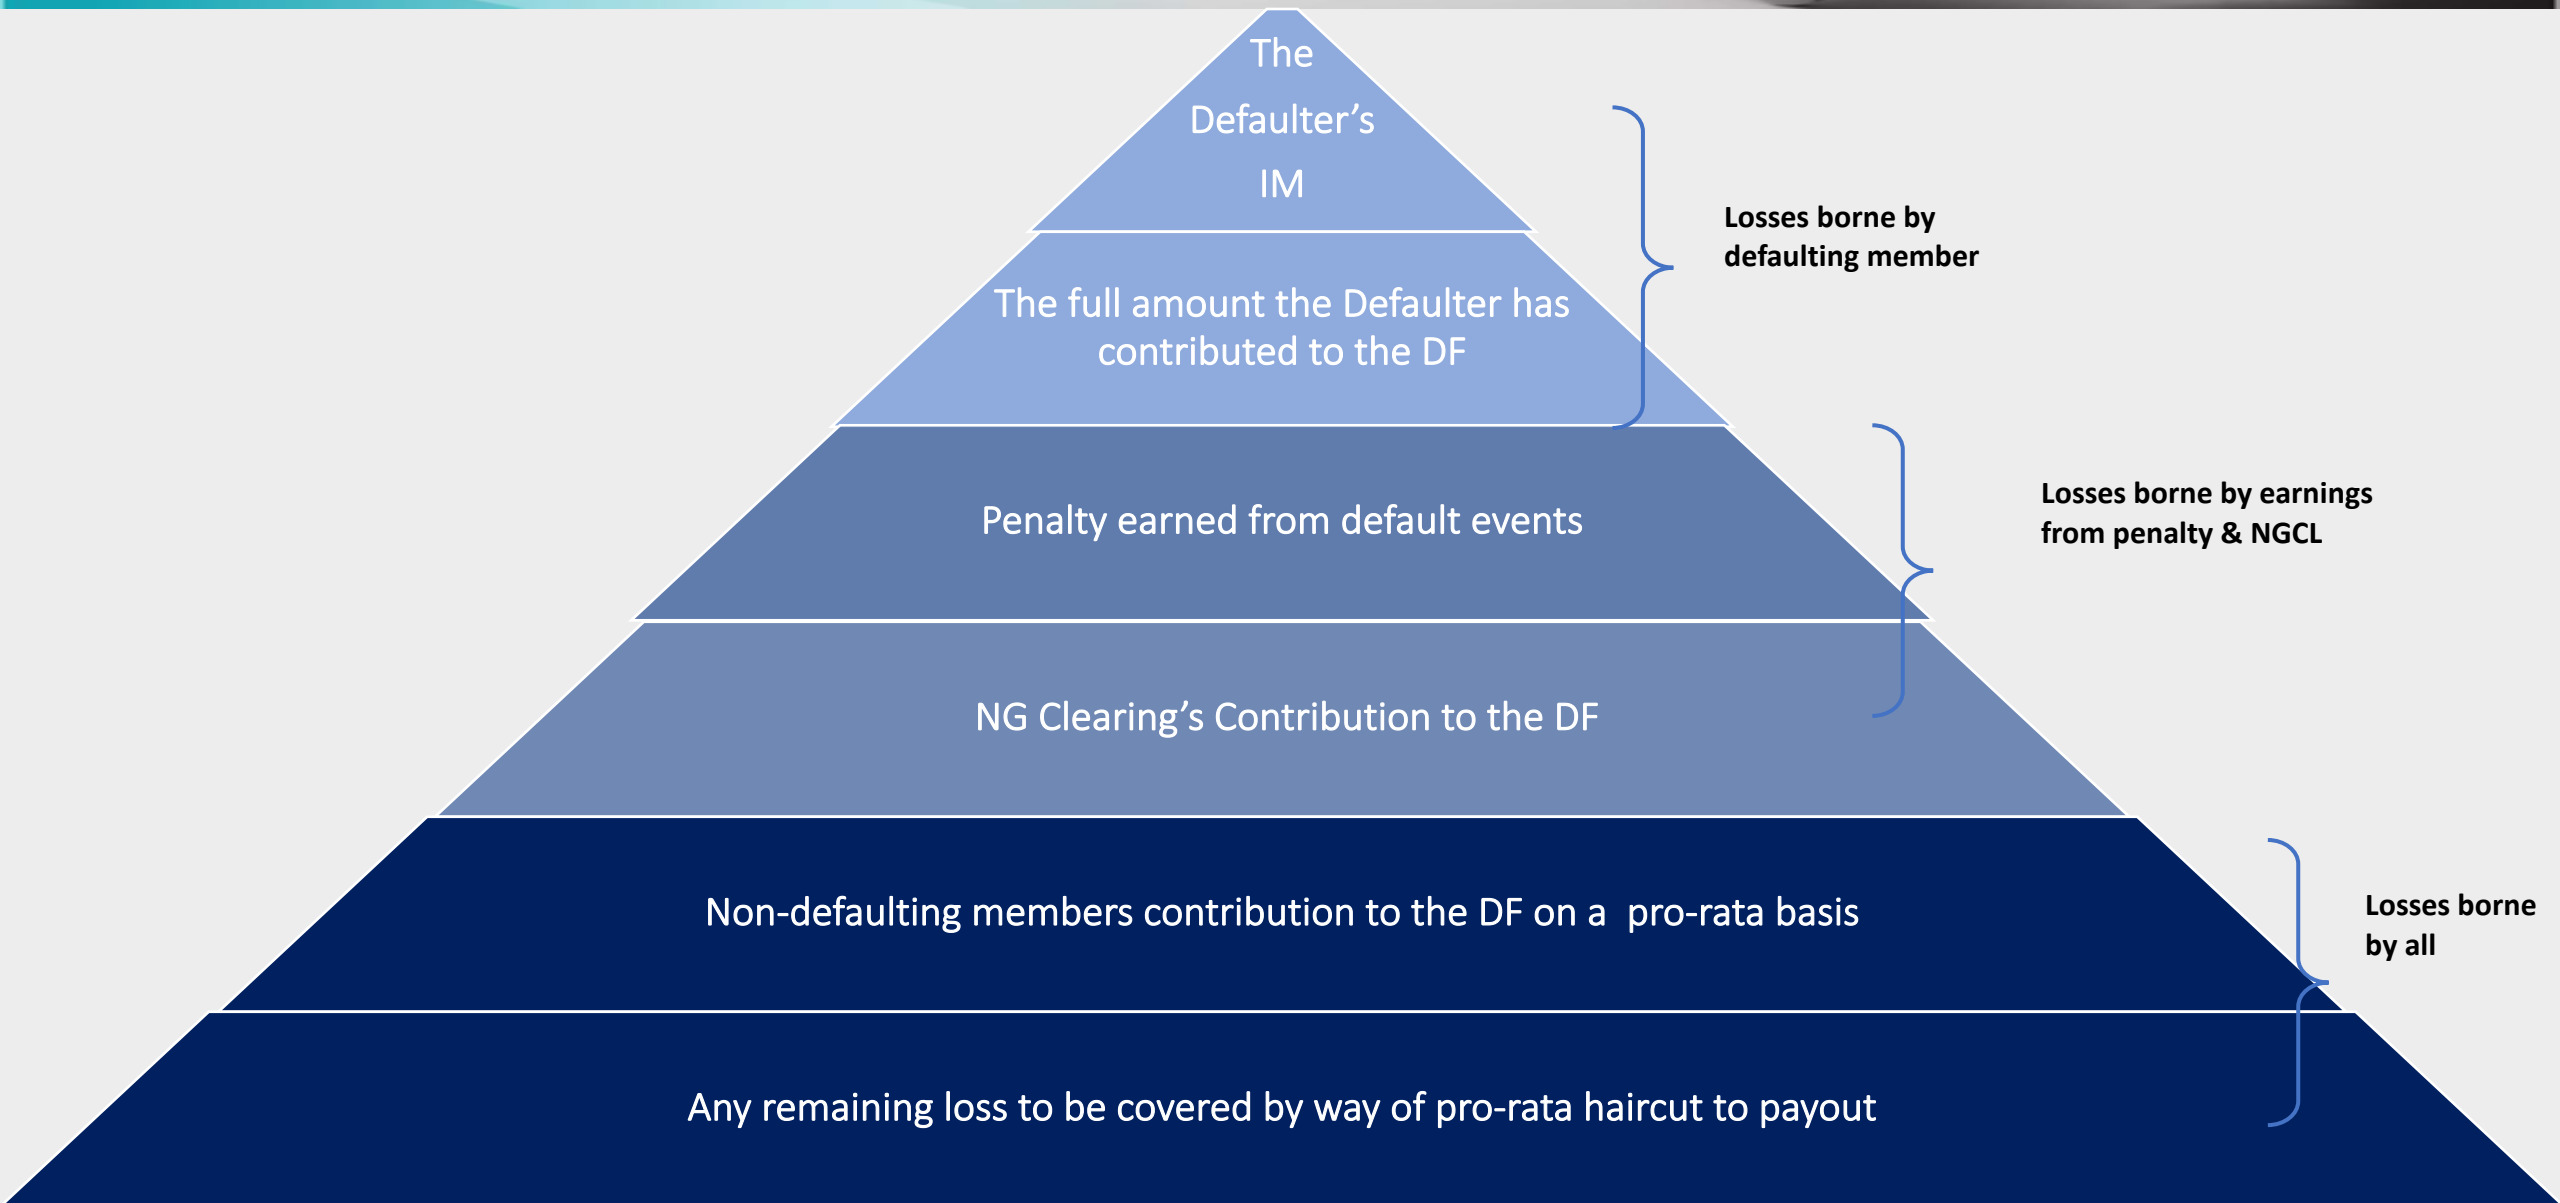 The
Defaulter’s
IM
Losses borne by
defaulting member
The full amount the Defaulter has
contributed to the DF
Penalty earned from default events
Losses borne by earnings
from penalty & NGCL
NG Clearing’s Contribution to the DF
Non-defaulting members contribution to the DF on a  pro-rata basis
Losses borne
by all
Any remaining loss to be covered by way of pro-rata haircut to payout